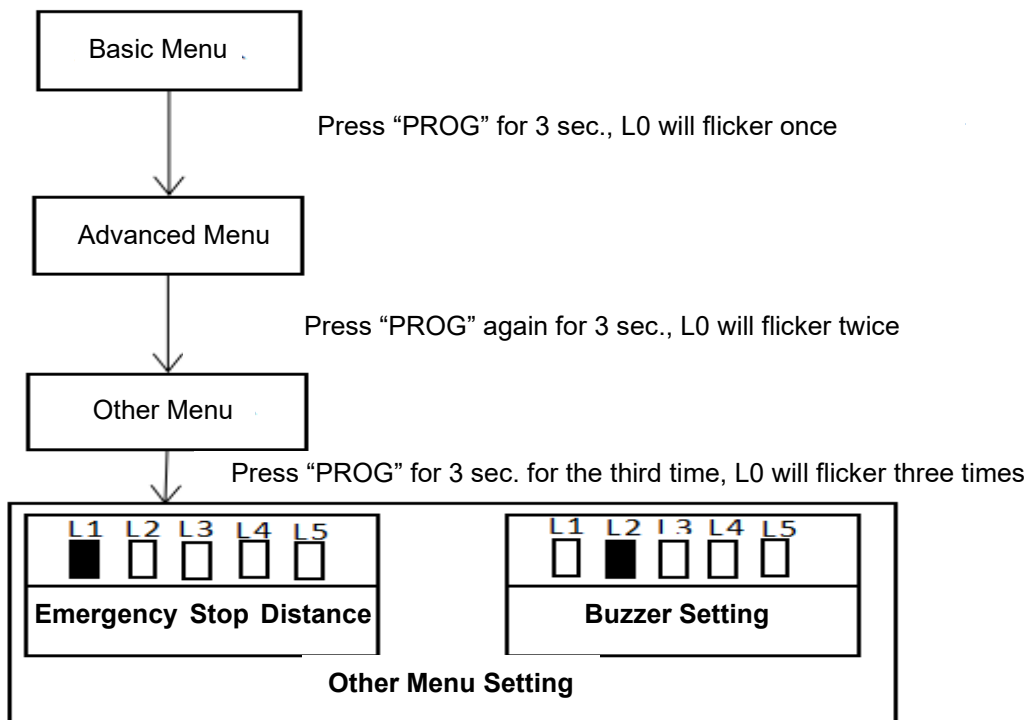 Basic Menu
Press “PROG” for 3 sec., L0 will flicker once
Advanced Menu
Press “PROG” again for 3 sec., L0 will flicker twice
Other Menu
Press “PROG” for 3 sec. for the third time, L0 will flicker three times
L1 L2 L3 L4 L5
Emergency Stop Distance
L1 L2 L3 L4 L5
Buzzer Setting
Other Menu Setting